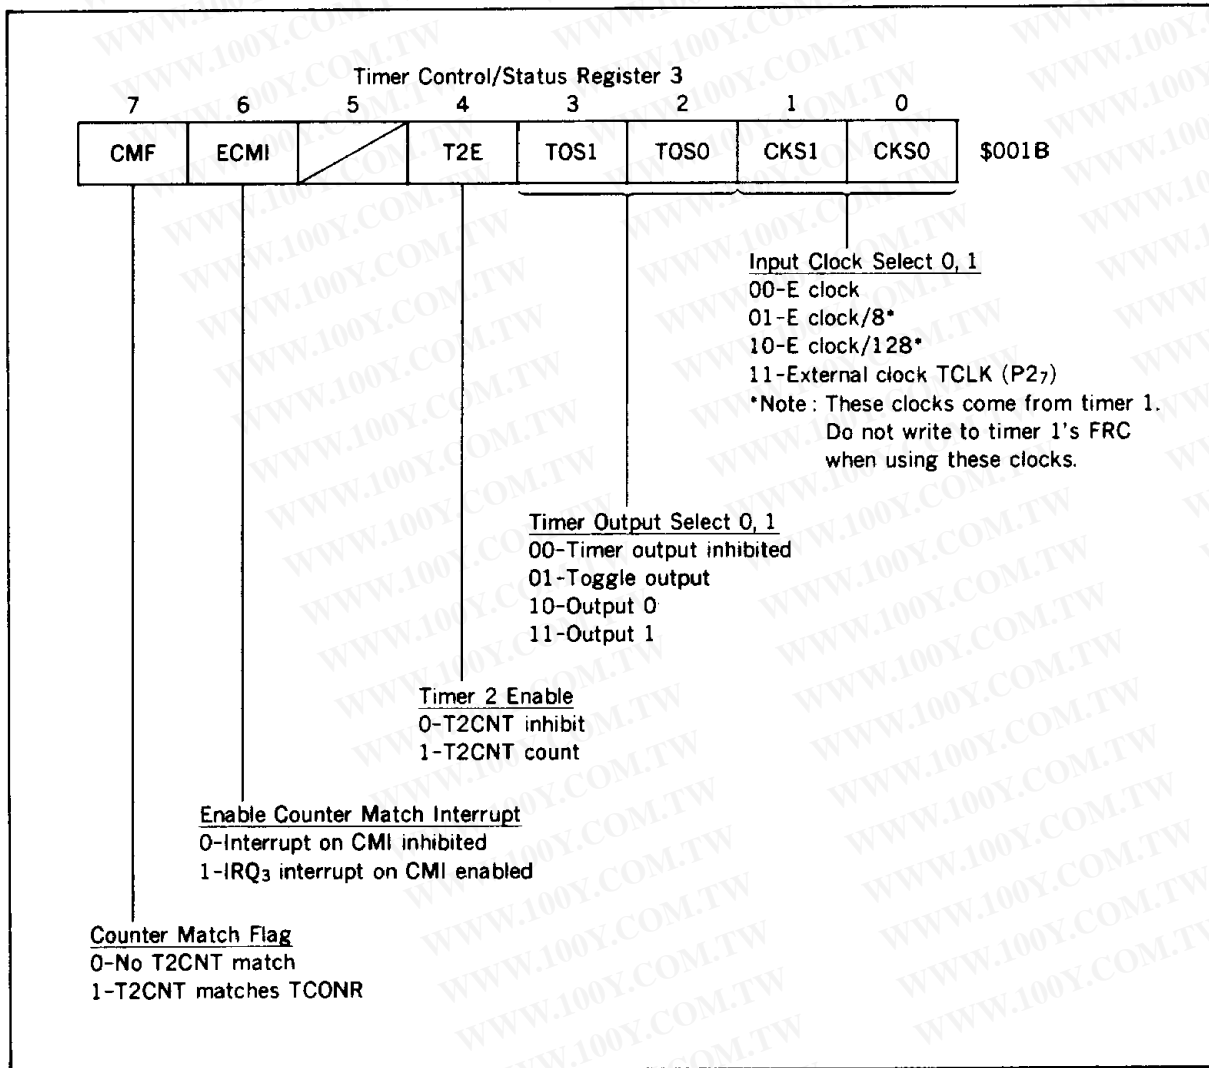 Timer Control/Status Register 3
7 6 5 4 3 2 1 0
CMF ECMI T2E TOS1 TOS0 CKS1 CKS0 $001B
Input Clock Select 0, 1
00-E clock
01-E clock/8*
10-E clock/128*
11-External clock TCLK (P2₇)
*Note : These clocks come from timer 1.
Do not write to timer 1's FRC
when using these clocks.
Timer Output Select 0, 1
00-Timer output inhibited
01-Toggle output
10-Output 0
11-Output 1
Timer 2 Enable
0-T2CNT inhibit
1-T2CNT count
Enable Counter Match Interrupt
0-Interrupt on CMI inhibited
1-IRQ₃ interrupt on CMI enabled
Counter Match Flag
0-No T2CNT match
1-T2CNT matches TCONR
WWW.100Y.COM.TW